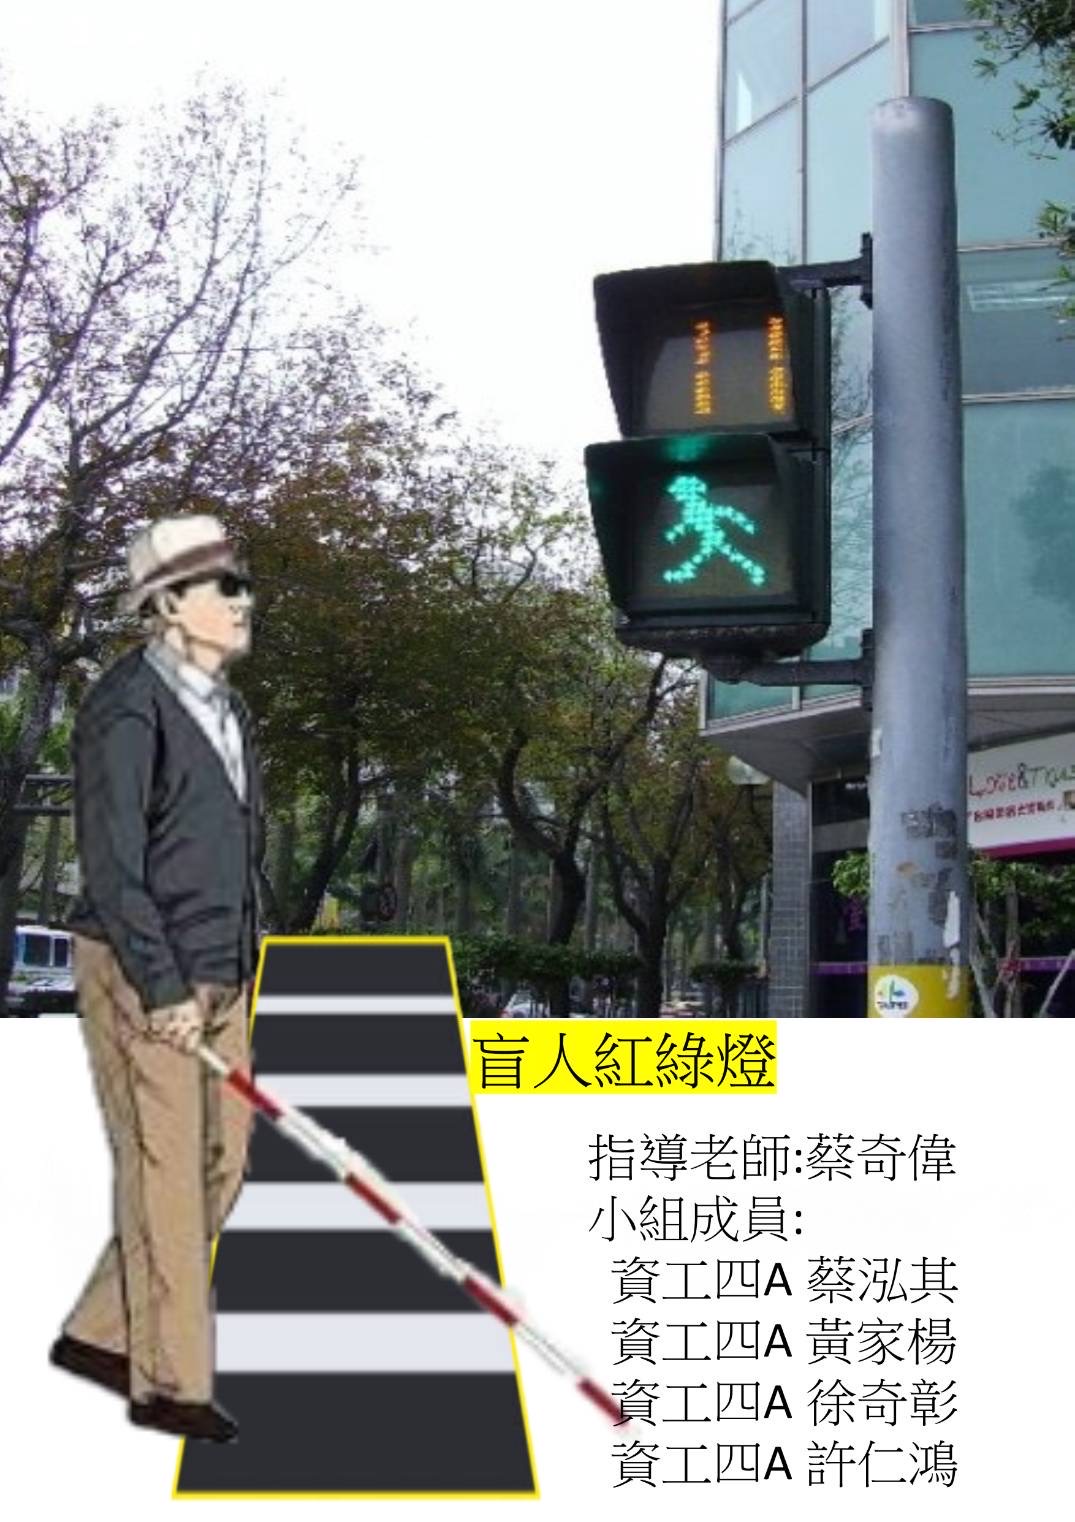 11
Love&
盲人紅綠燈
指導老師:蔡奇偉
小組成員:
資工四A 蔡泓其
資工四A 黃家楊
資工四A 徐奇彰
資工四A 許仁鴻